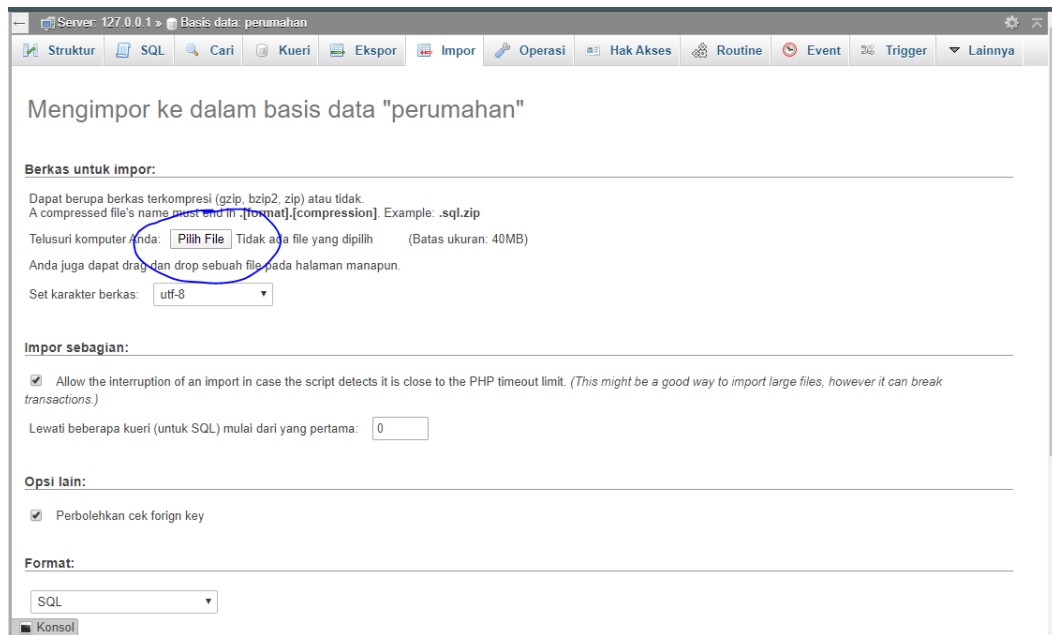 Server: 127.0.0.1 » Basis data: perumahan
Struktur SQL Cari Kueri Ekspor Impor Operasi Hak Akses Routine Event Trigger Lainnya
Mengimpor ke dalam basis data "perumahan"
Berkas untuk impor:
Dapat berupa berkas terkompresi (gzip, bzip2, zip) atau tidak.
A compressed file's name must end in .[format].[compression]. Example: .sql.zip
Telusuri komputer Anda: Pilih File Tidak ada file yang dipilih (Batas ukuran: 40MB)
Anda juga dapat drag dan drop sebuah file pada halaman manapun.
Set karakter berkas: utf-8
Impor sebagian:
Allow the interruption of an import in case the script detects it is close to the PHP timeout limit. (This might be a good way to import large files, however it can break
transactions.)
Lewati beberapa kueri (untuk SQL) mulai dari yang pertama: 0
Opsi lain:
Perbolehkan cek forign key
Format:
SQL
Konsol